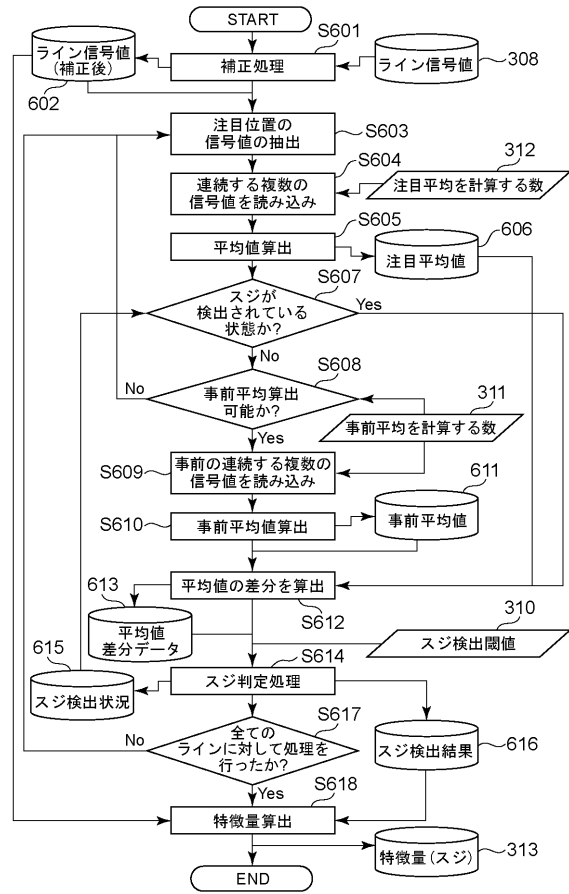 START
S601
ライン信号値
(補正後)
602
補正処理
ライン信号値
308
注目位置の
信号値の抽出
S603
S604
連続する複数の
信号値を読み込み
312
注目平均を計算する数
S605
平均値算出
606
注目平均値
S607
スジが
検出されている
状態か?
Yes
No
S608
事前平均算出
可能か?
No
Yes
311
事前平均を計算する数
S609
事前の連続する複数の
信号値を読み込み
611
S610
事前平均値算出
事前平均値
平均値の差分を算出
S612
613
平均値
差分データ
310
スジ検出閾値
615
S614
スジ検出状況
スジ判定処理
S617
全ての
ラインに対して処理を
行ったか?
No
Yes
スジ検出結果
616
S618
特徴量算出
特徴量(スジ)
313
END